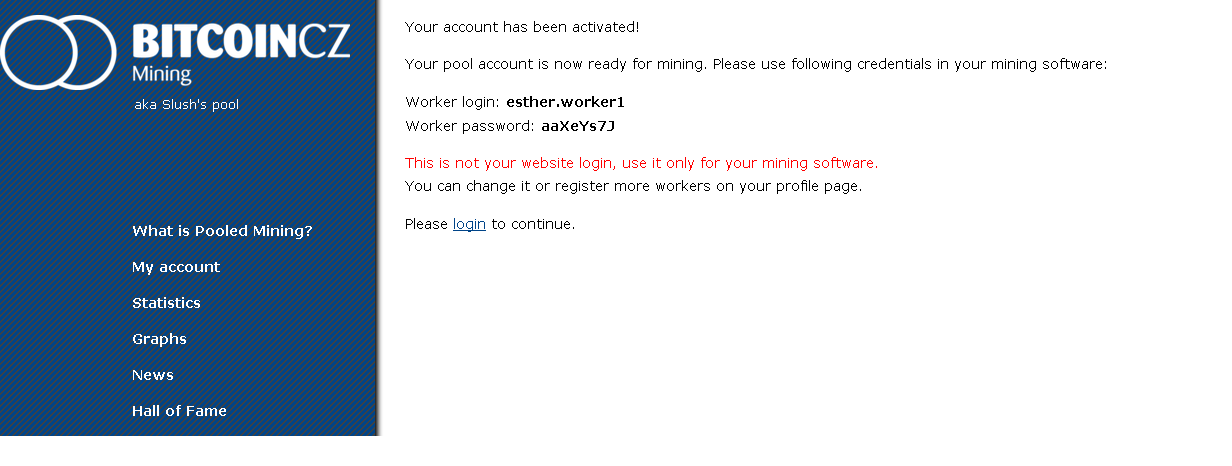 BITCOINCZ
Mining
aka Slush's pool
What is Pooled Mining?
My account
Statistics
Graphs
News
Hall of Fame
Your account has been activated!
Your pool account is now ready for mining. Please use following credentials in your mining software:
Worker login: esther.worker1
Worker password: aaXeYs7J
This is not your website login, use it only for your mining software.
You can change it or register more workers on your profile page.
Please login to continue.